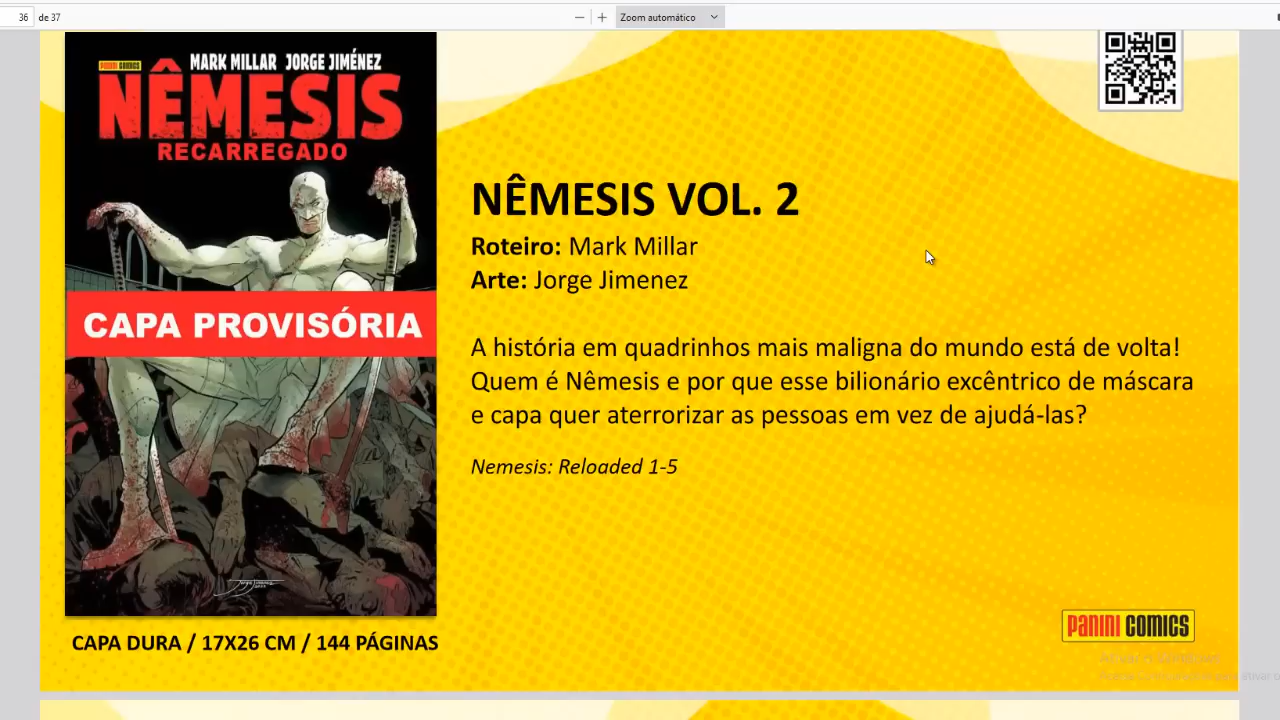 36 de 37
Zoom automático
PANINI COMICS
MARK MILLAR JORGE JIMÉNEZ
NÊMESIS
RECARREGADO
CAPA PROVISÓRIA
CAPA DURA / 17X26 CM / 144 PÁGINAS
NÊMESIS VOL. 2
Roteiro: Mark Millar
Arte: Jorge Jimenez
A história em quadrinhos mais maligna do mundo está de volta!
Quem é Nêmesis e por que esse bilionário excêntrico de máscara
e capa quer aterrorizar as pessoas em vez de ajudá-las?
Nemesis: Reloaded 1-5
PANINI COMICS